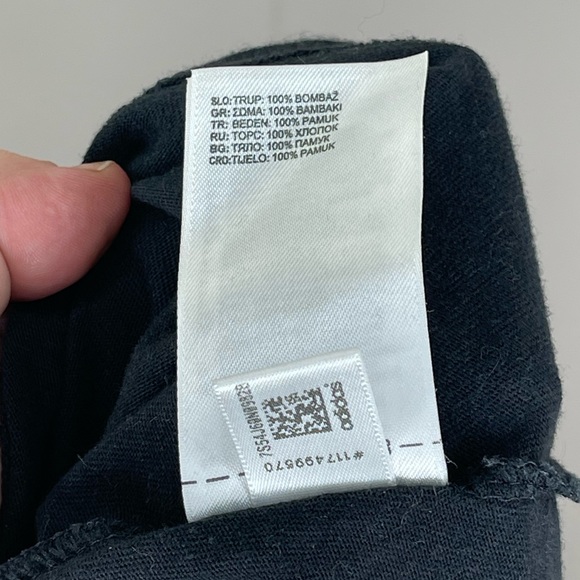 SLO:TRUP: 100% BOMBAŽ
GR: ΣΩΜΑ: 100% ΒΑΜΒΑΚΙ
TR: BEDEN: 100% PAMUK
RU: ТОРС: 100% ХЛОПОК
BG: ТЯЛО: 100% ПАМУК
CRO:TIJELO: 100% PAMUK
adidas
#117499570